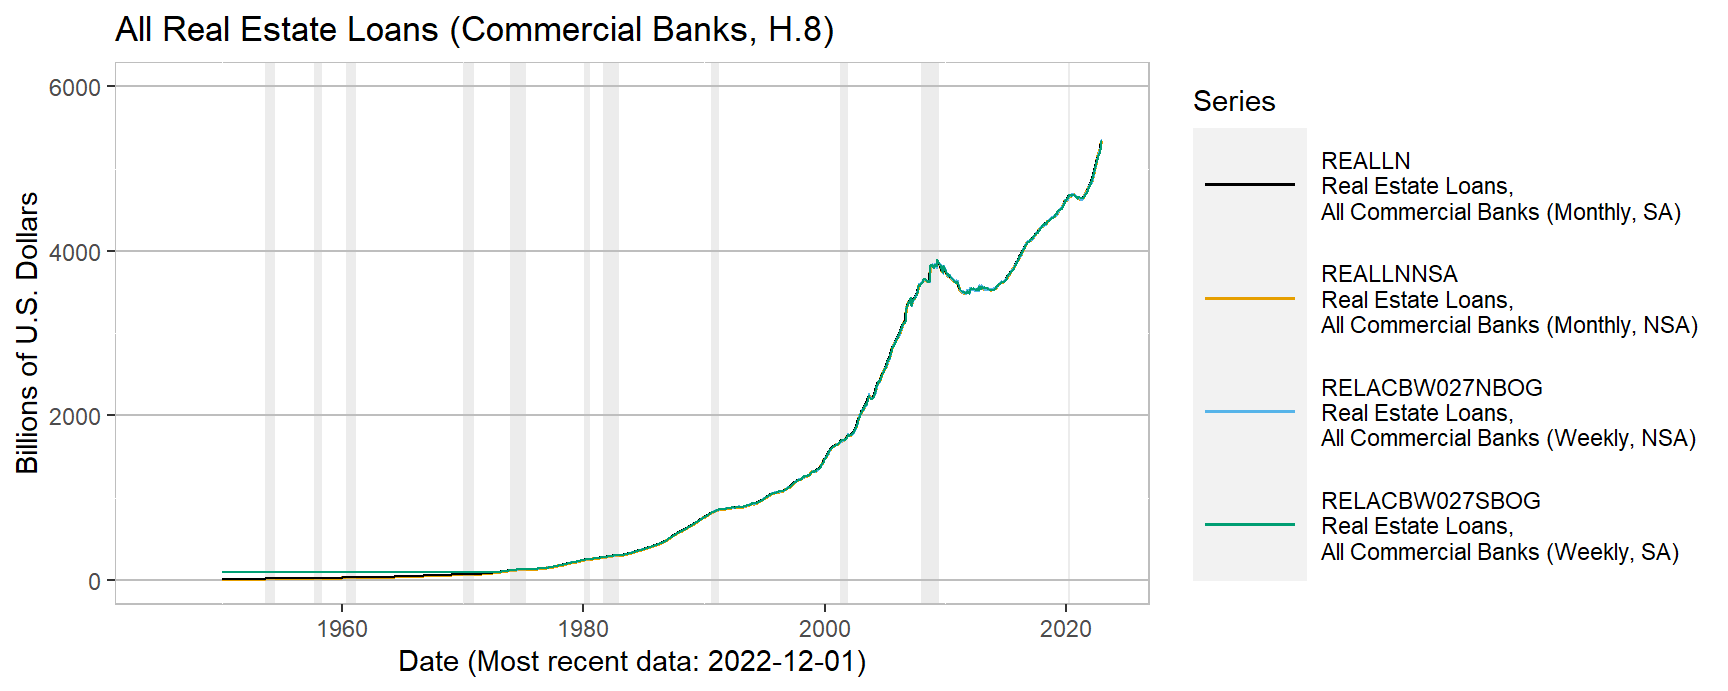 All Real Estate Loans (Commercial Banks, H.8)
6000
4000
2000
0
Billions of U.S. Dollars
1960
1980
2000
2020
Date (Most recent data: 2022-12-01)
Series
REALLN
Real Estate Loans,
All Commercial Banks (Monthly, SA)
REALLNNSA
Real Estate Loans,
All Commercial Banks (Monthly, NSA)
RELACBW027NBOG
Real Estate Loans,
All Commercial Banks (Weekly, NSA)
RELACBW027SBOG
Real Estate Loans,
All Commercial Banks (Weekly, SA)